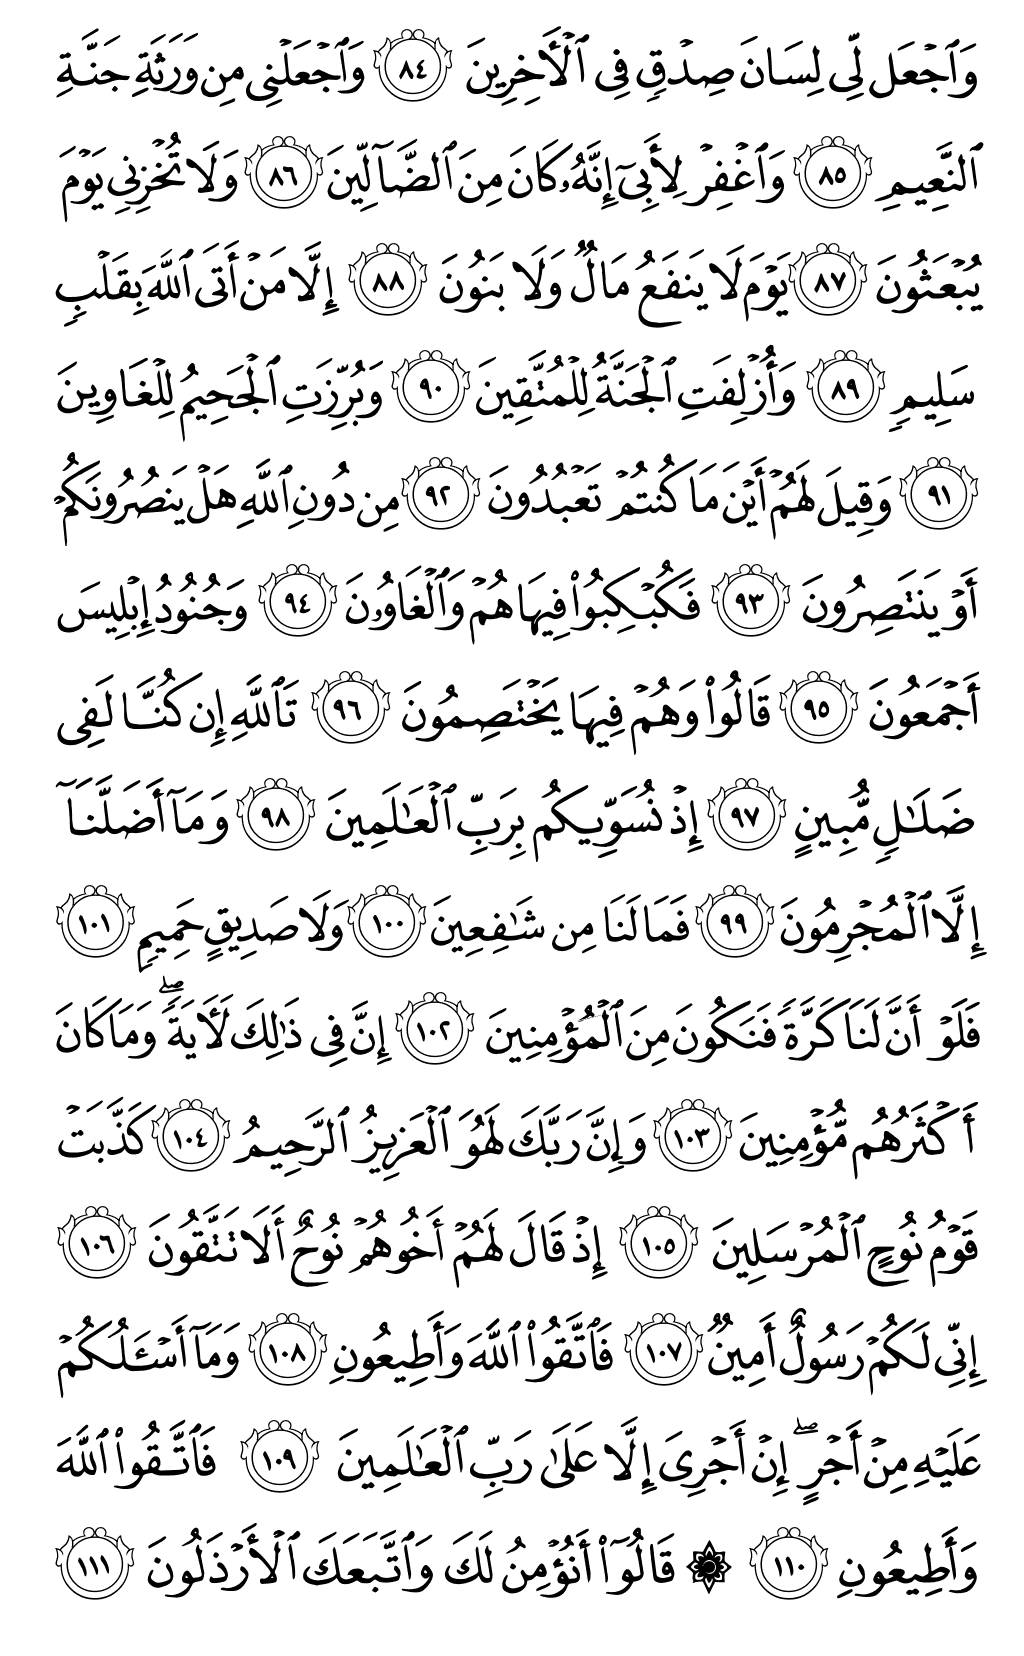 وَٱجْعَل لِّى لِسَانَ صِدْقٍ فِى ٱلْـَٔاخِرِينَ ٨٤ وَٱجْعَلْنِى مِن وَرَثَةِ جَنَّةِ
ٱلنَّعِيمِ ٨٥ وَٱغْفِرْ لِأَبِىٓ إِنَّهُۥ كَانَ مِنَ ٱلضَّآلِّينَ ٨٦ وَلَا تُخْزِنِى يَوْمَ
يُبْعَثُونَ ٨٧ يَوْمَ لَا يَنفَعُ مَالٌ وَلَا بَنُونَ ٨٨ إِلَّا مَنْ أَتَى ٱللَّهَ بِقَلْبٍ
سَلِيمٍ ٨٩ وَأُزْلِفَتِ ٱلْجَنَّةُ لِلْمُتَّقِينَ ٩٠ وَبُرِّزَتِ ٱلْجَحِيمُ لِلْغَاوِينَ
٩١ وَقِيلَ لَهُمْ أَيْنَ مَا كُنتُمْ تَعْبُدُونَ ٩٢ مِن دُونِ ٱللَّهِ هَلْ يَنصُرُونَكُمْ
أَوْ يَنتَصِرُونَ ٩٣ فَكُبْكِبُوا۟ فِيهَا هُمْ وَٱلْغَاوُۥنَ ٩٤ وَجُنُودُ إِبْلِيسَ
أَجْمَعُونَ ٩٥ قَالُوا۟ وَهُمْ فِيهَا يَخْتَصِمُونَ ٩٦ تَٱللَّهِ إِن كُنَّا لَفِى
ضَلَـٰلٍ مُّبِينٍ ٩٧ إِذْ نُسَوِّيكُم بِرَبِّ ٱلْعَـٰلَمِينَ ٩٨ وَمَآ أَضَلَّنَآ
إِلَّا ٱلْمُجْرِمُونَ ٩٩ فَمَا لَنَا مِن شَـٰفِعِينَ ١٠٠ وَلَا صَدِيقٍ حَمِيمٍ ١٠١
فَلَوْ أَنَّ لَنَا كَرَّةً فَنَكُونَ مِنَ ٱلْمُؤْمِنِينَ ١٠٢ إِنَّ فِى ذَٰلِكَ لَـَٔايَةً ۖ وَمَا كَانَ
أَكْثَرُهُم مُّؤْمِنِينَ ١٠٣ وَإِنَّ رَبَّكَ لَهُوَ ٱلْعَزِيزُ ٱلرَّحِيمُ ١٠٤ كَذَّبَتْ
قَوْمُ نُوحٍ ٱلْمُرْسَلِينَ ١٠٥ إِذْ قَالَ لَهُمْ أَخُوهُمْ نُوحٌ أَلَا تَتَّقُونَ ١٠٦
إِنِّى لَكُمْ رَسُولٌ أَمِينٌ ١٠٧ فَٱتَّقُوا۟ ٱللَّهَ وَأَطِيعُونِ ١٠٨ وَمَآ أَسْـَٔلُكُمْ
عَلَيْهِ مِنْ أَجْرٍ ۖ إِنْ أَجْرِىَ إِلَّا عَلَىٰ رَبِّ ٱلْعَـٰلَمِينَ ١٠٩ فَٱتَّقُوا۟ ٱللَّهَ
وَأَطِيعُونِ ١١٠ ۞ قَالُوٓا۟ أَنُؤْمِنُ لَكَ وَٱتَّبَعَكَ ٱلْأَرْذَلُونَ ١١١